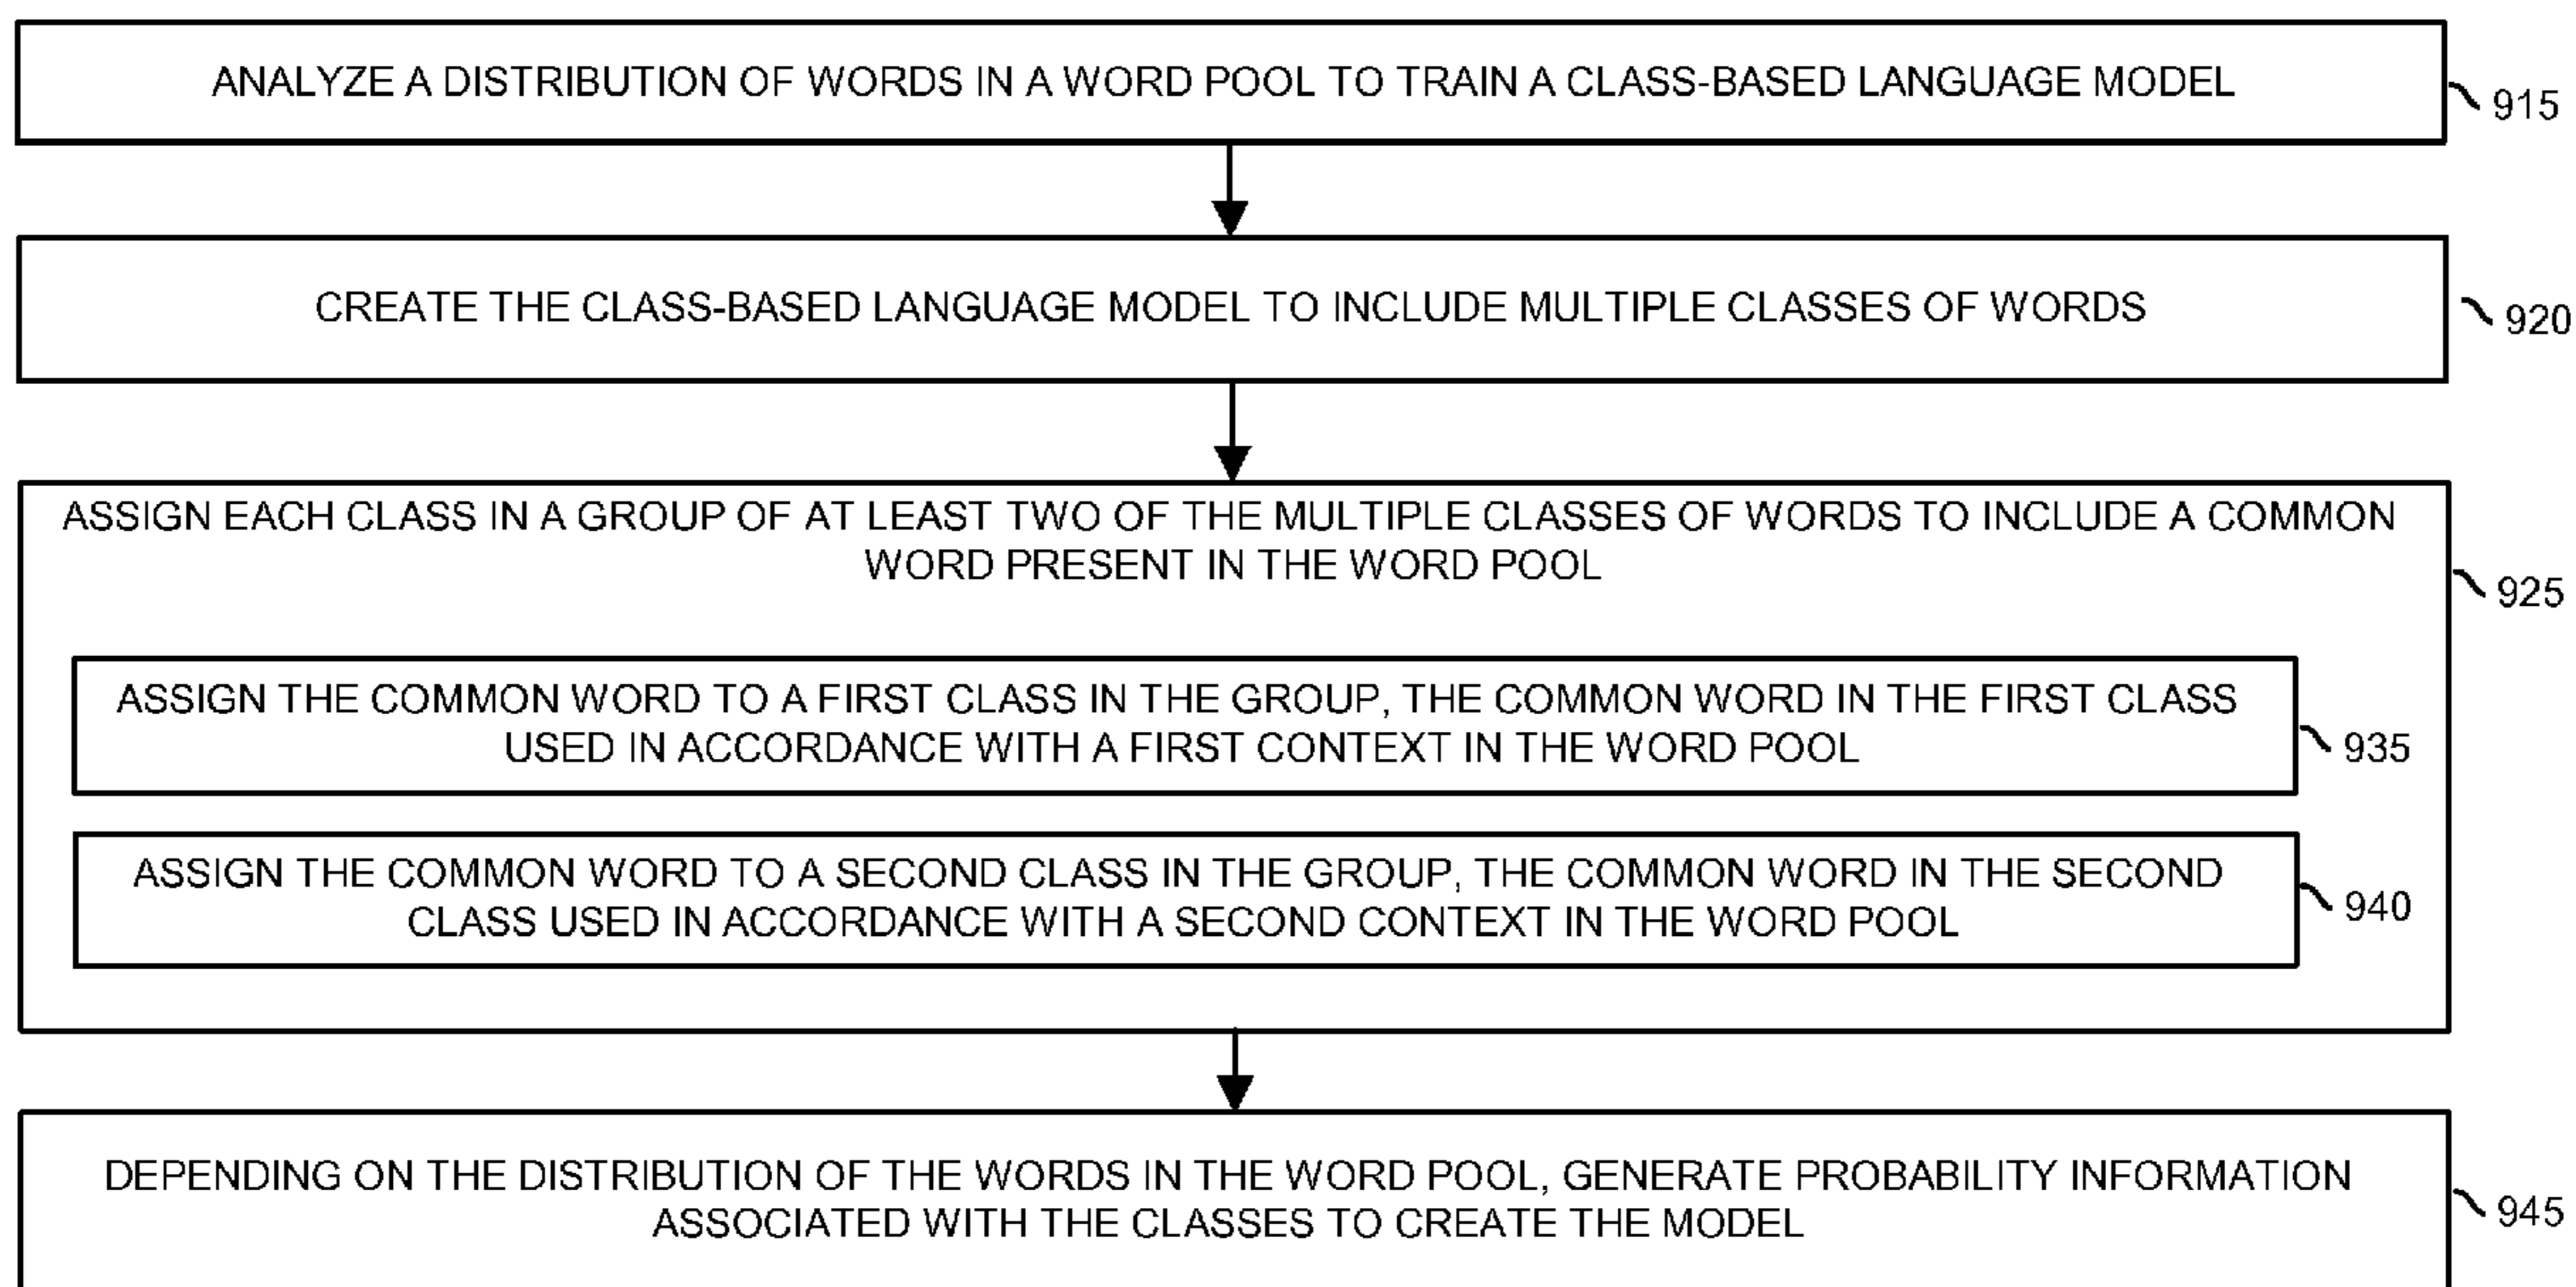 ANALYZE A DISTRIBUTION OF WORDS IN A WORD POOL TO TRAIN A CLASS-BASED LANGUAGE MODEL
915
CREATE THE CLASS-BASED LANGUAGE MODEL TO INCLUDE MULTIPLE CLASSES OF WORDS
920
ASSIGN EACH CLASS IN A GROUP OF AT LEAST TWO OF THE MULTIPLE CLASSES OF WORDS TO INCLUDE A COMMON
WORD PRESENT IN THE WORD POOL
925
ASSIGN THE COMMON WORD TO A FIRST CLASS IN THE GROUP, THE COMMON WORD IN THE FIRST CLASS
USED IN ACCORDANCE WITH A FIRST CONTEXT IN THE WORD POOL
935
ASSIGN THE COMMON WORD TO A SECOND CLASS IN THE GROUP, THE COMMON WORD IN THE SECOND
CLASS USED IN ACCORDANCE WITH A SECOND CONTEXT IN THE WORD POOL
940
DEPENDING ON THE DISTRIBUTION OF THE WORDS IN THE WORD POOL, GENERATE PROBABILITY INFORMATION
ASSOCIATED WITH THE CLASSES TO CREATE THE MODEL
945